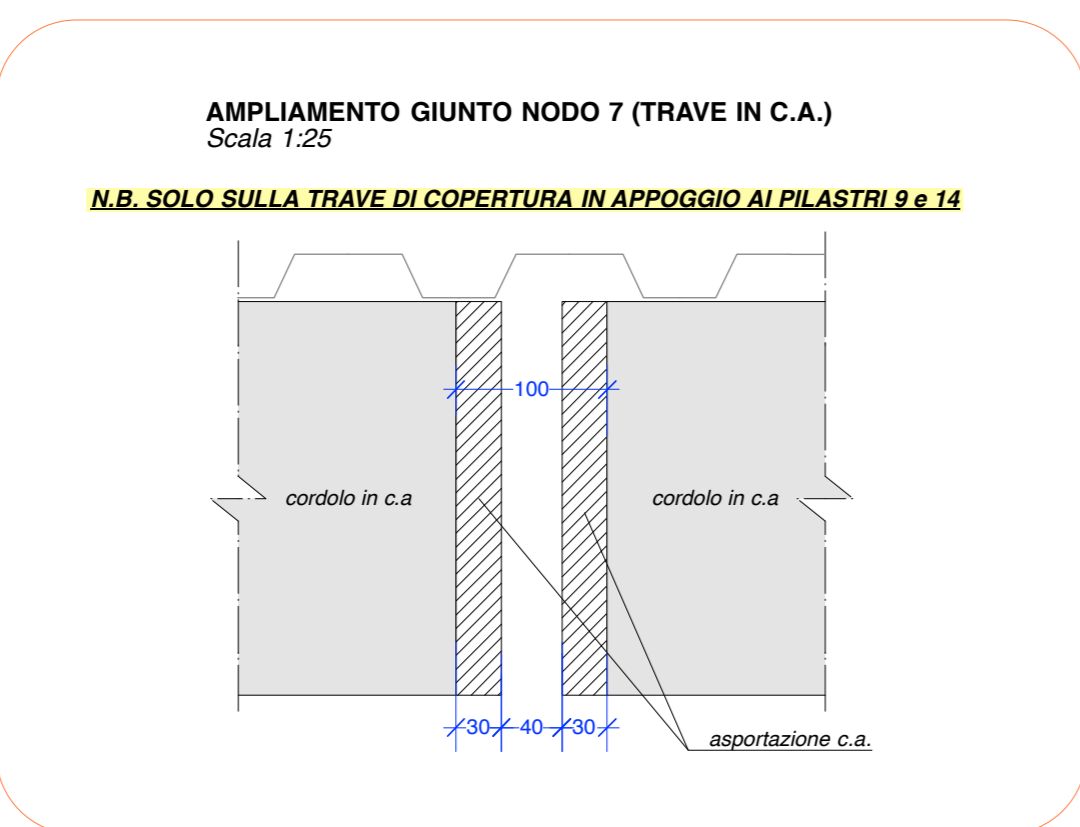 AMPLIAMENTO GIUNTO NODO 7 (TRAVE IN C.A.)
Scala 1:25
N.B. SOLO SULLA TRAVE DI COPERTURA IN APPOGGIO AI PILASTRI 9 e 14
100
cordolo in c.a
cordolo in c.a
30 40 30
asportazione c.a.